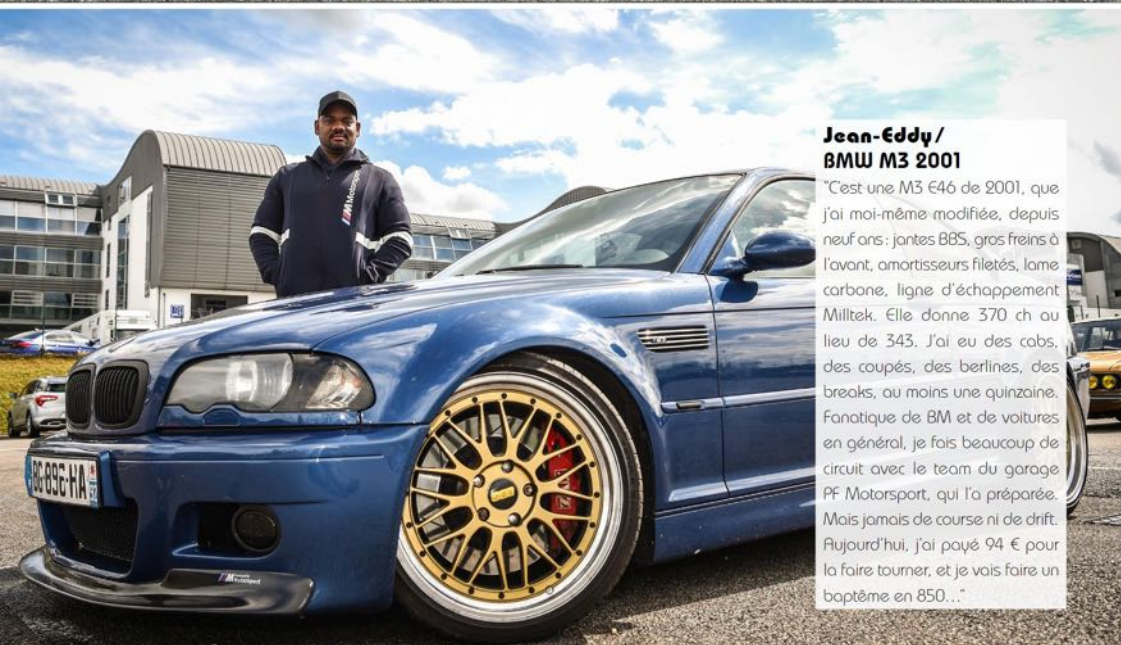 Jean-Eddy/
BMW M3 2001
"C'est une M3 E46 de 2001, que
j'ai moi-même modifiée, depuis
neuf ans : jantes BBS, gros freins à
l'avant, amortisseurs filetés, lame
carbone, ligne d'échappement
Milltek. Elle donne 370 ch au
lieu de 343. J'ai eu des cabs,
des coupés, des berlines, des
breaks, au moins une quinzaine.
Fanatique de BM et de voitures
en général, je fais beaucoup de
circuit avec le team du garage
PF Motorsport, qui l'a préparée.
Mais jamais de course ni de drift.
Aujourd'hui, j'ai payé 94 € pour
la faire tourner, et je vais faire un
baptême en 850…"
M Motorsport
BBS
M Motorsport